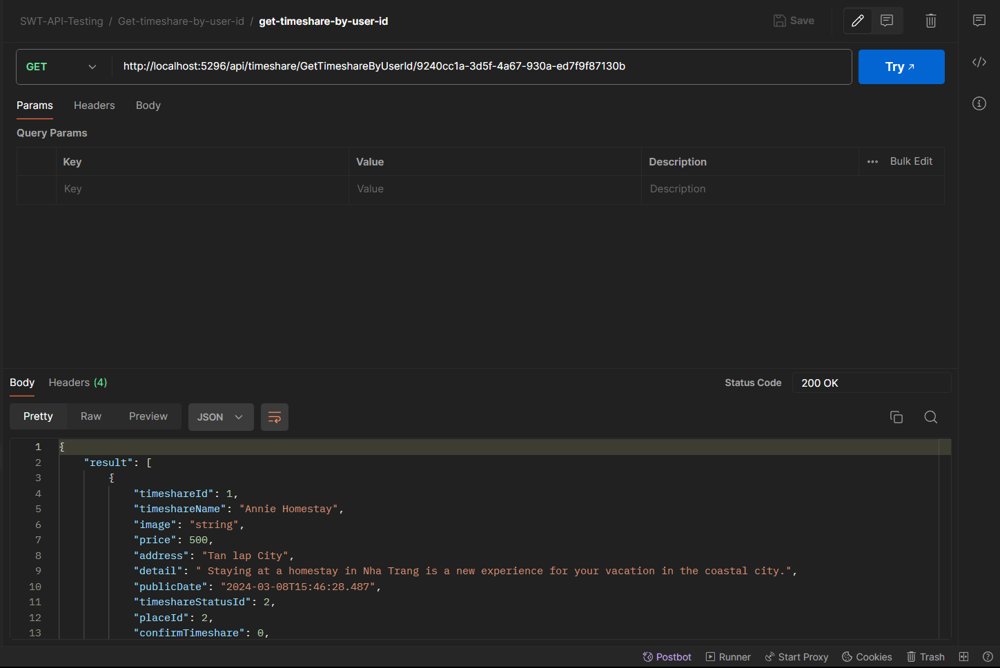 SWT-API-Testing / Get-timeshare-by-user-id / get-timeshare-by-user-id Save
GET http://localhost:5296/api/timeshare/GetTimeshareByUserId/9240cc1a-3d5f-4a67-930a-ed7f9f87130b Try
Params Headers Body
Query Params
Key Value Description Bulk Edit
Key Value Description
Body Headers (4) Status Code 200 OK
Pretty Raw Preview JSON
1 {
2 "result": [
3 {
4 "timeshareId": 1,
5 "timeshareName": "Annie Homestay",
6 "image": "string",
7 "price": 500,
8 "address": "Tan lap City",
9 "detail": " Staying at a homestay in Nha Trang is a new experience for your vacation in the coastal city.",
10 "publicDate": "2024-03-08T15:46:28.487",
11 "timeshareStatusId": 2,
12 "placeId": 2,
13 "confirmTimeshare": 0,
Postbot Runner Start Proxy Cookies Trash